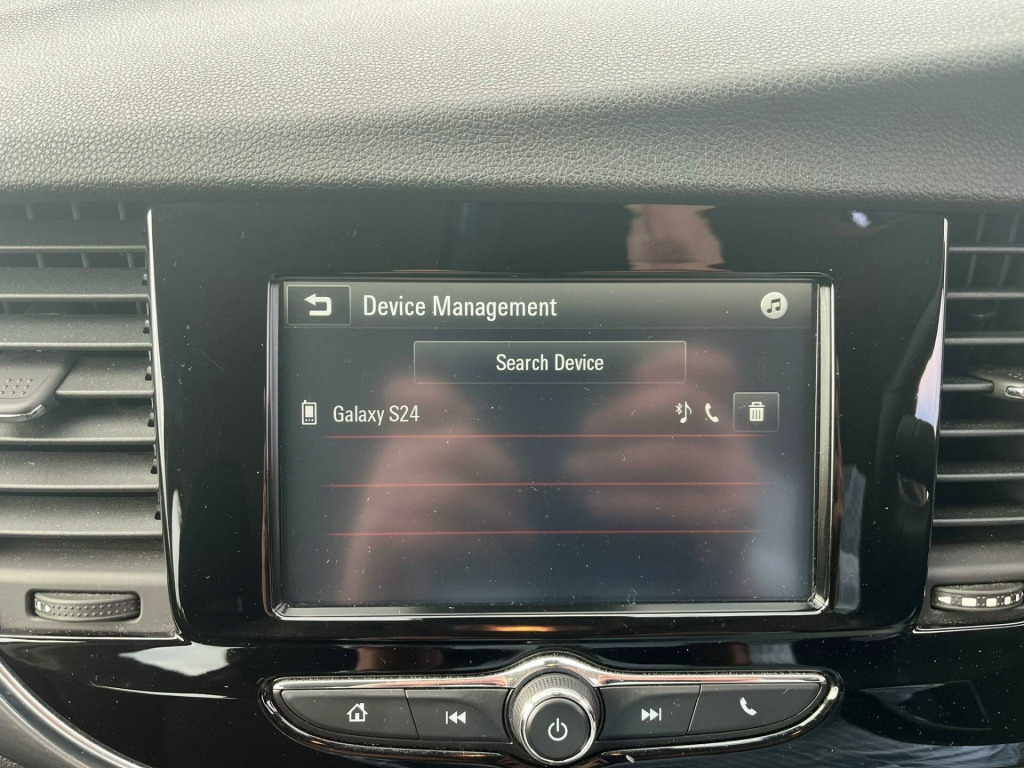 Device Management
Search Device
Galaxy S24